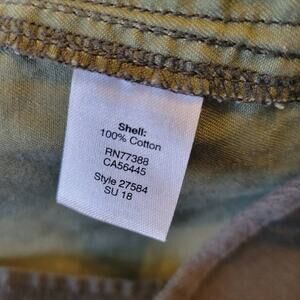 Shell:
100% Cotton
RN77388
CA56445
Style 27584
SU 18